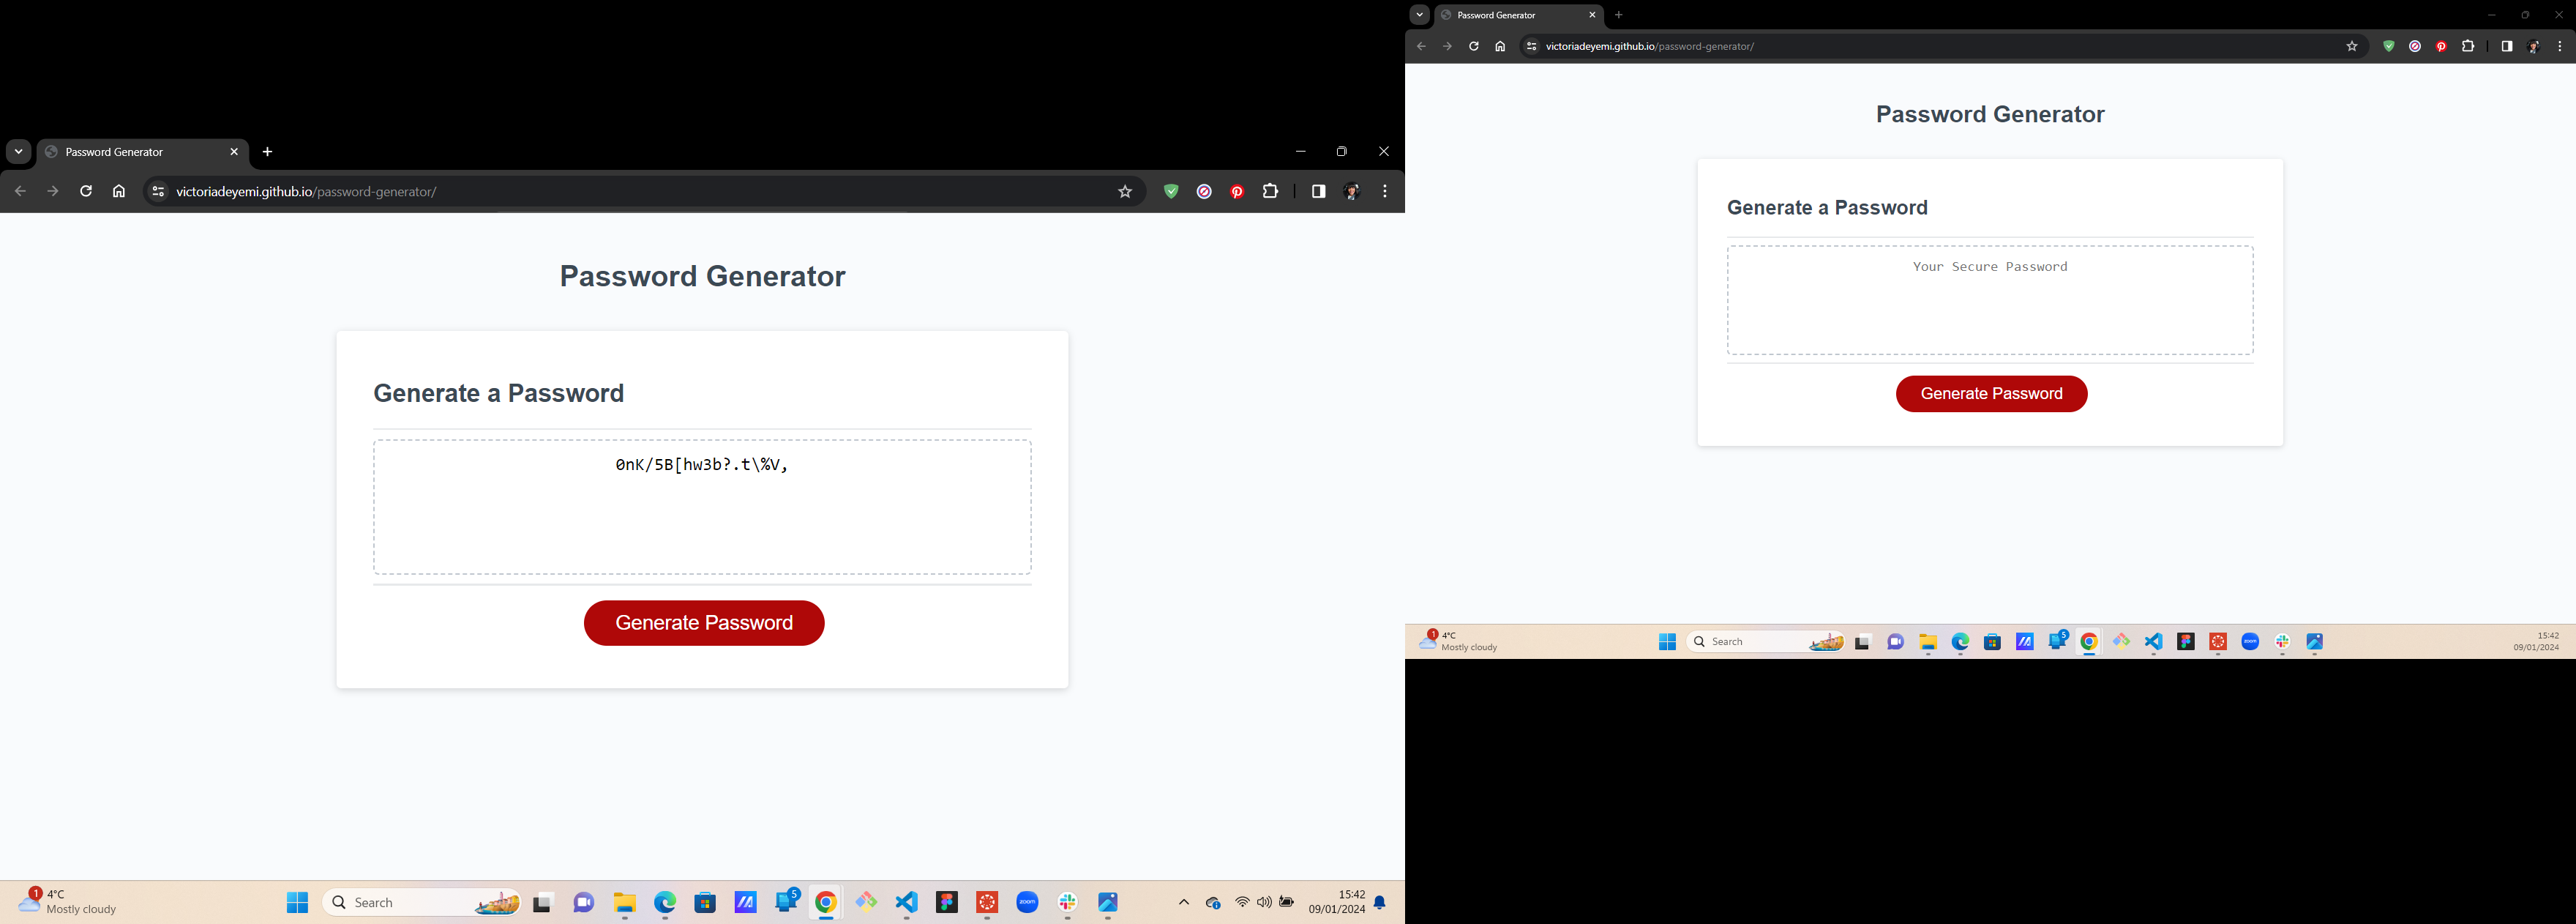 Password Generator
victoriadeyemi.github.io/password-generator/
Password Generator
Generate a Password
0nK/5B[hw3b?.t\%V,
Generate Password
1
4°C
Mostly cloudy
Search
5
zoom
15:42
09/01/2024
Password Generator
victoriadeyemi.github.io/password-generator/
Password Generator
Generate a Password
Your Secure Password
Generate Password
1
4°C
Mostly cloudy
Search
5
zoom
15:42
09/01/2024